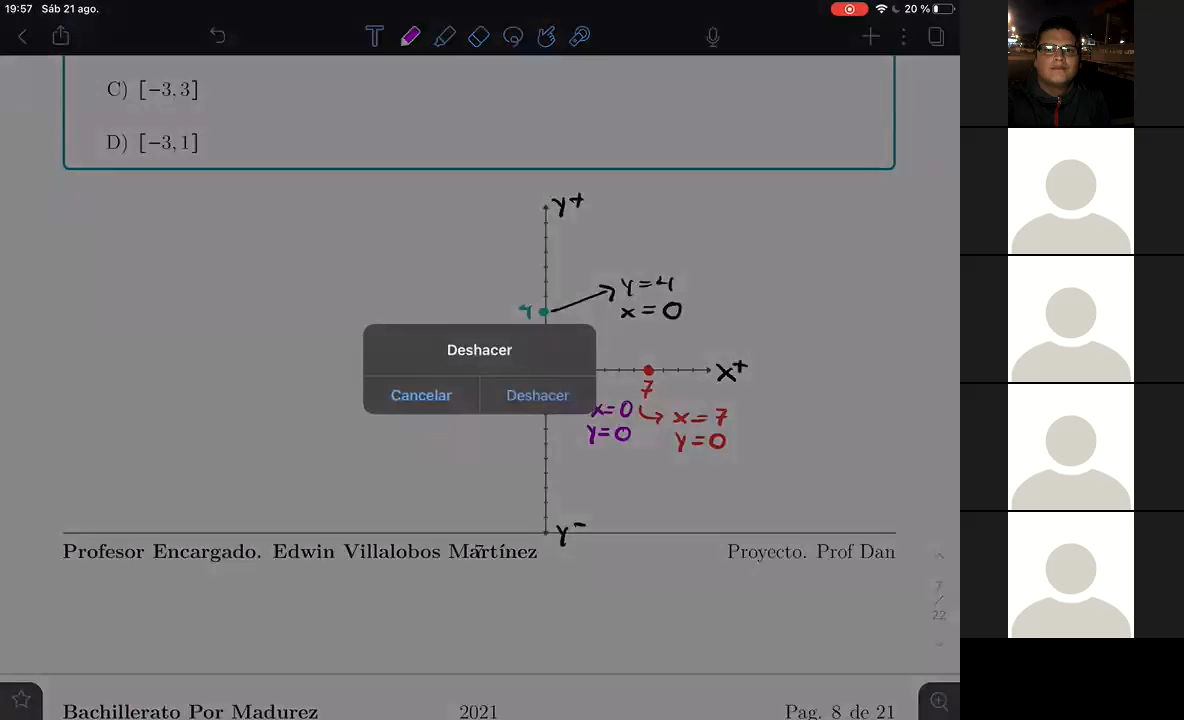 19:57 Sáb 21 ago.
20 %
C) [−3, 3]
D) [−3, 1]
y+
y=4
x=0
4
Deshacer
Cancelar Deshacer
x+
7
x=0
y=0
x=7
y=0
y-
Profesor Encargado. Edwin Villalobos Martínez
Proyecto. Prof Dan
7
/
22
Bachillerato Por Madurez 2021 Pag. 8 de 21